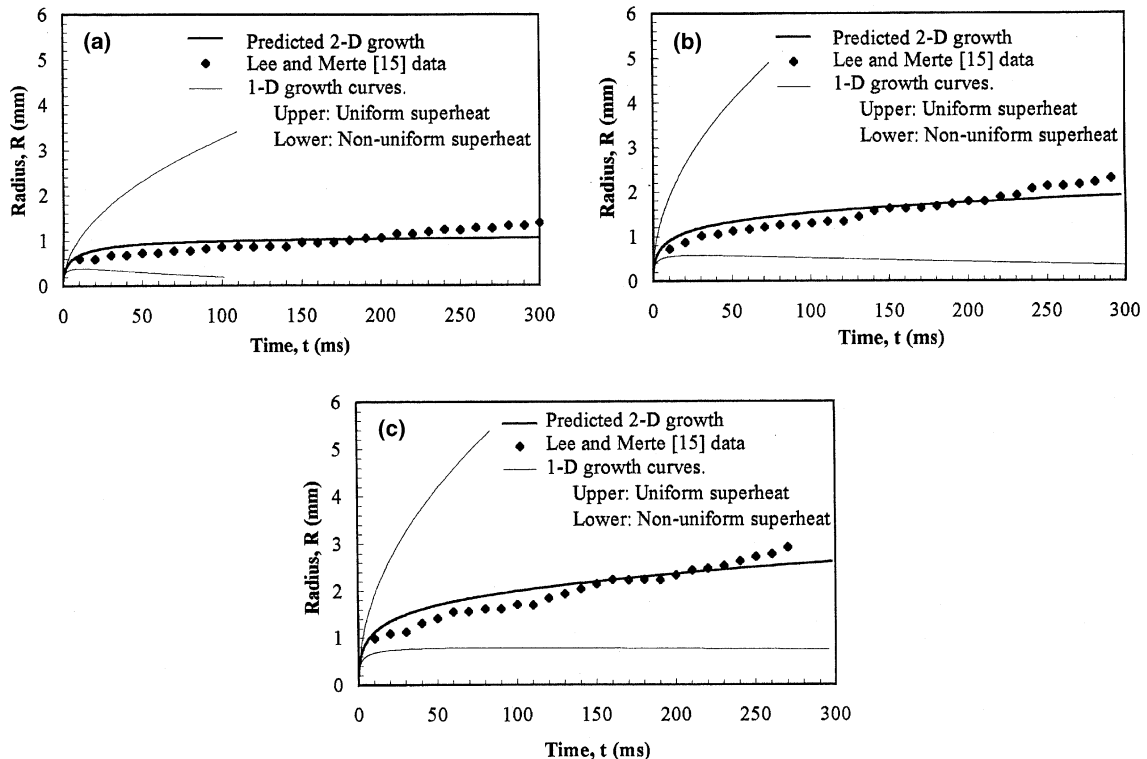 (a)
Predicted 2-D growth
Lee and Merte [15] data
1-D growth curves.
Upper: Uniform superheat
Lower: Non-uniform superheat
Radius, R (mm)
6
5
4
3
2
1
0
0 50 100 150 200 250 300
Time, t (ms)
(b)
Predicted 2-D growth
Lee and Merte [15] data
1-D growth curves.
Upper: Uniform superheat
Lower: Non-uniform superheat
Radius, R (mm)
6
5
4
3
2
1
0
0 50 100 150 200 250 300
Time, t (ms)
(c)
Predicted 2-D growth
Lee and Merte [15] data
1-D growth curves.
Upper: Uniform superheat
Lower: Non-uniform superheat
Radius, R (mm)
6
5
4
3
2
1
0
0 50 100 150 200 250 300
Time, t (ms)